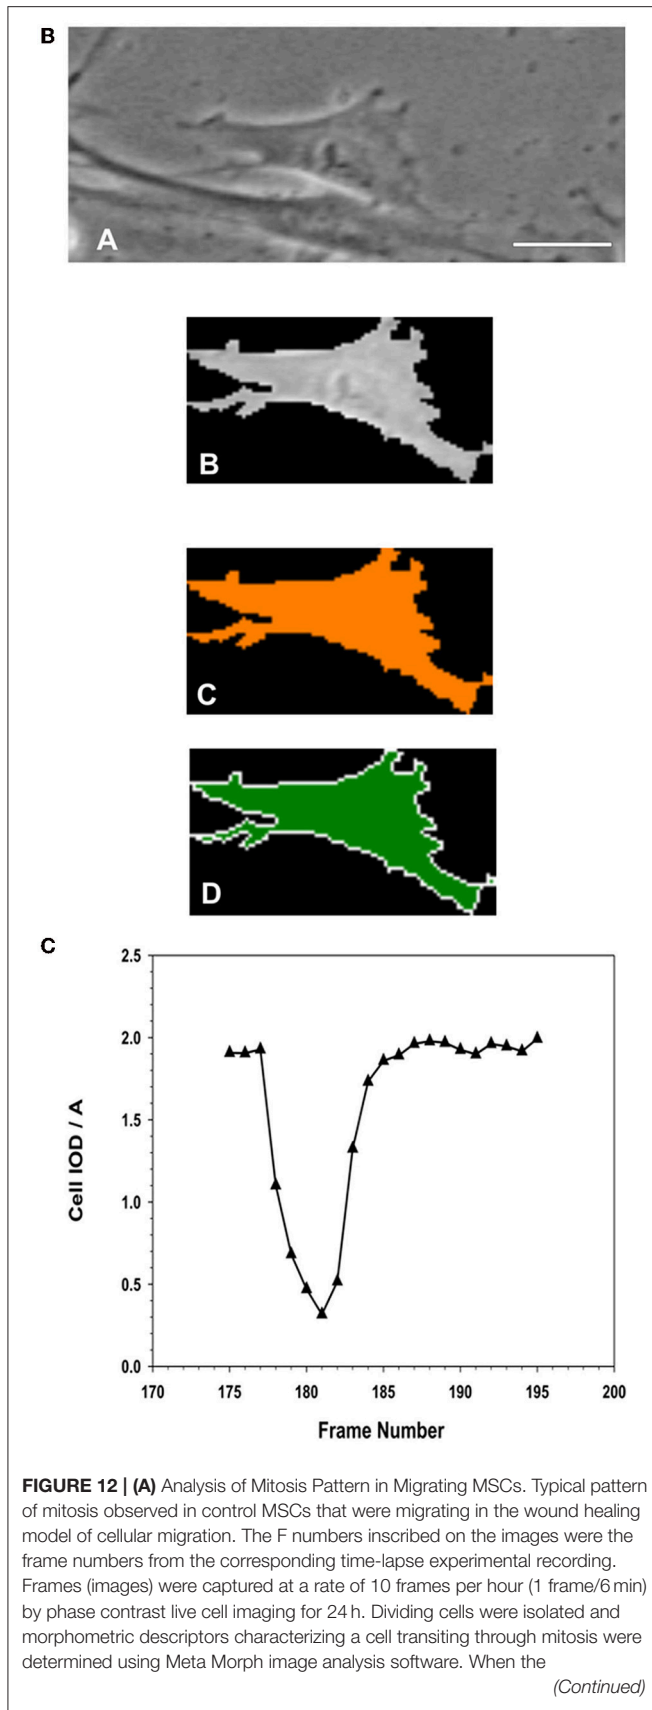 B
A
B
C
D
C
2.5
2.0
1.5
1.0
0.5
0.0
Cell IOD / A
170 175 180 185 190 195 200
Frame Number
FIGURE 12 | (A) Analysis of Mitosis Pattern in Migrating MSCs. Typical pattern
of mitosis observed in control MSCs that were migrating in the wound healing
model of cellular migration. The F numbers inscribed on the images were the
frame numbers from the corresponding time-lapse experimental recording.
Frames (images) were captured at a rate of 10 frames per hour (1 frame/6 min)
by phase contrast live cell imaging for 24 h. Dividing cells were isolated and
morphometric descriptors characterizing a cell transiting through mitosis were
determined using Meta Morph image analysis software. When the
(Continued)